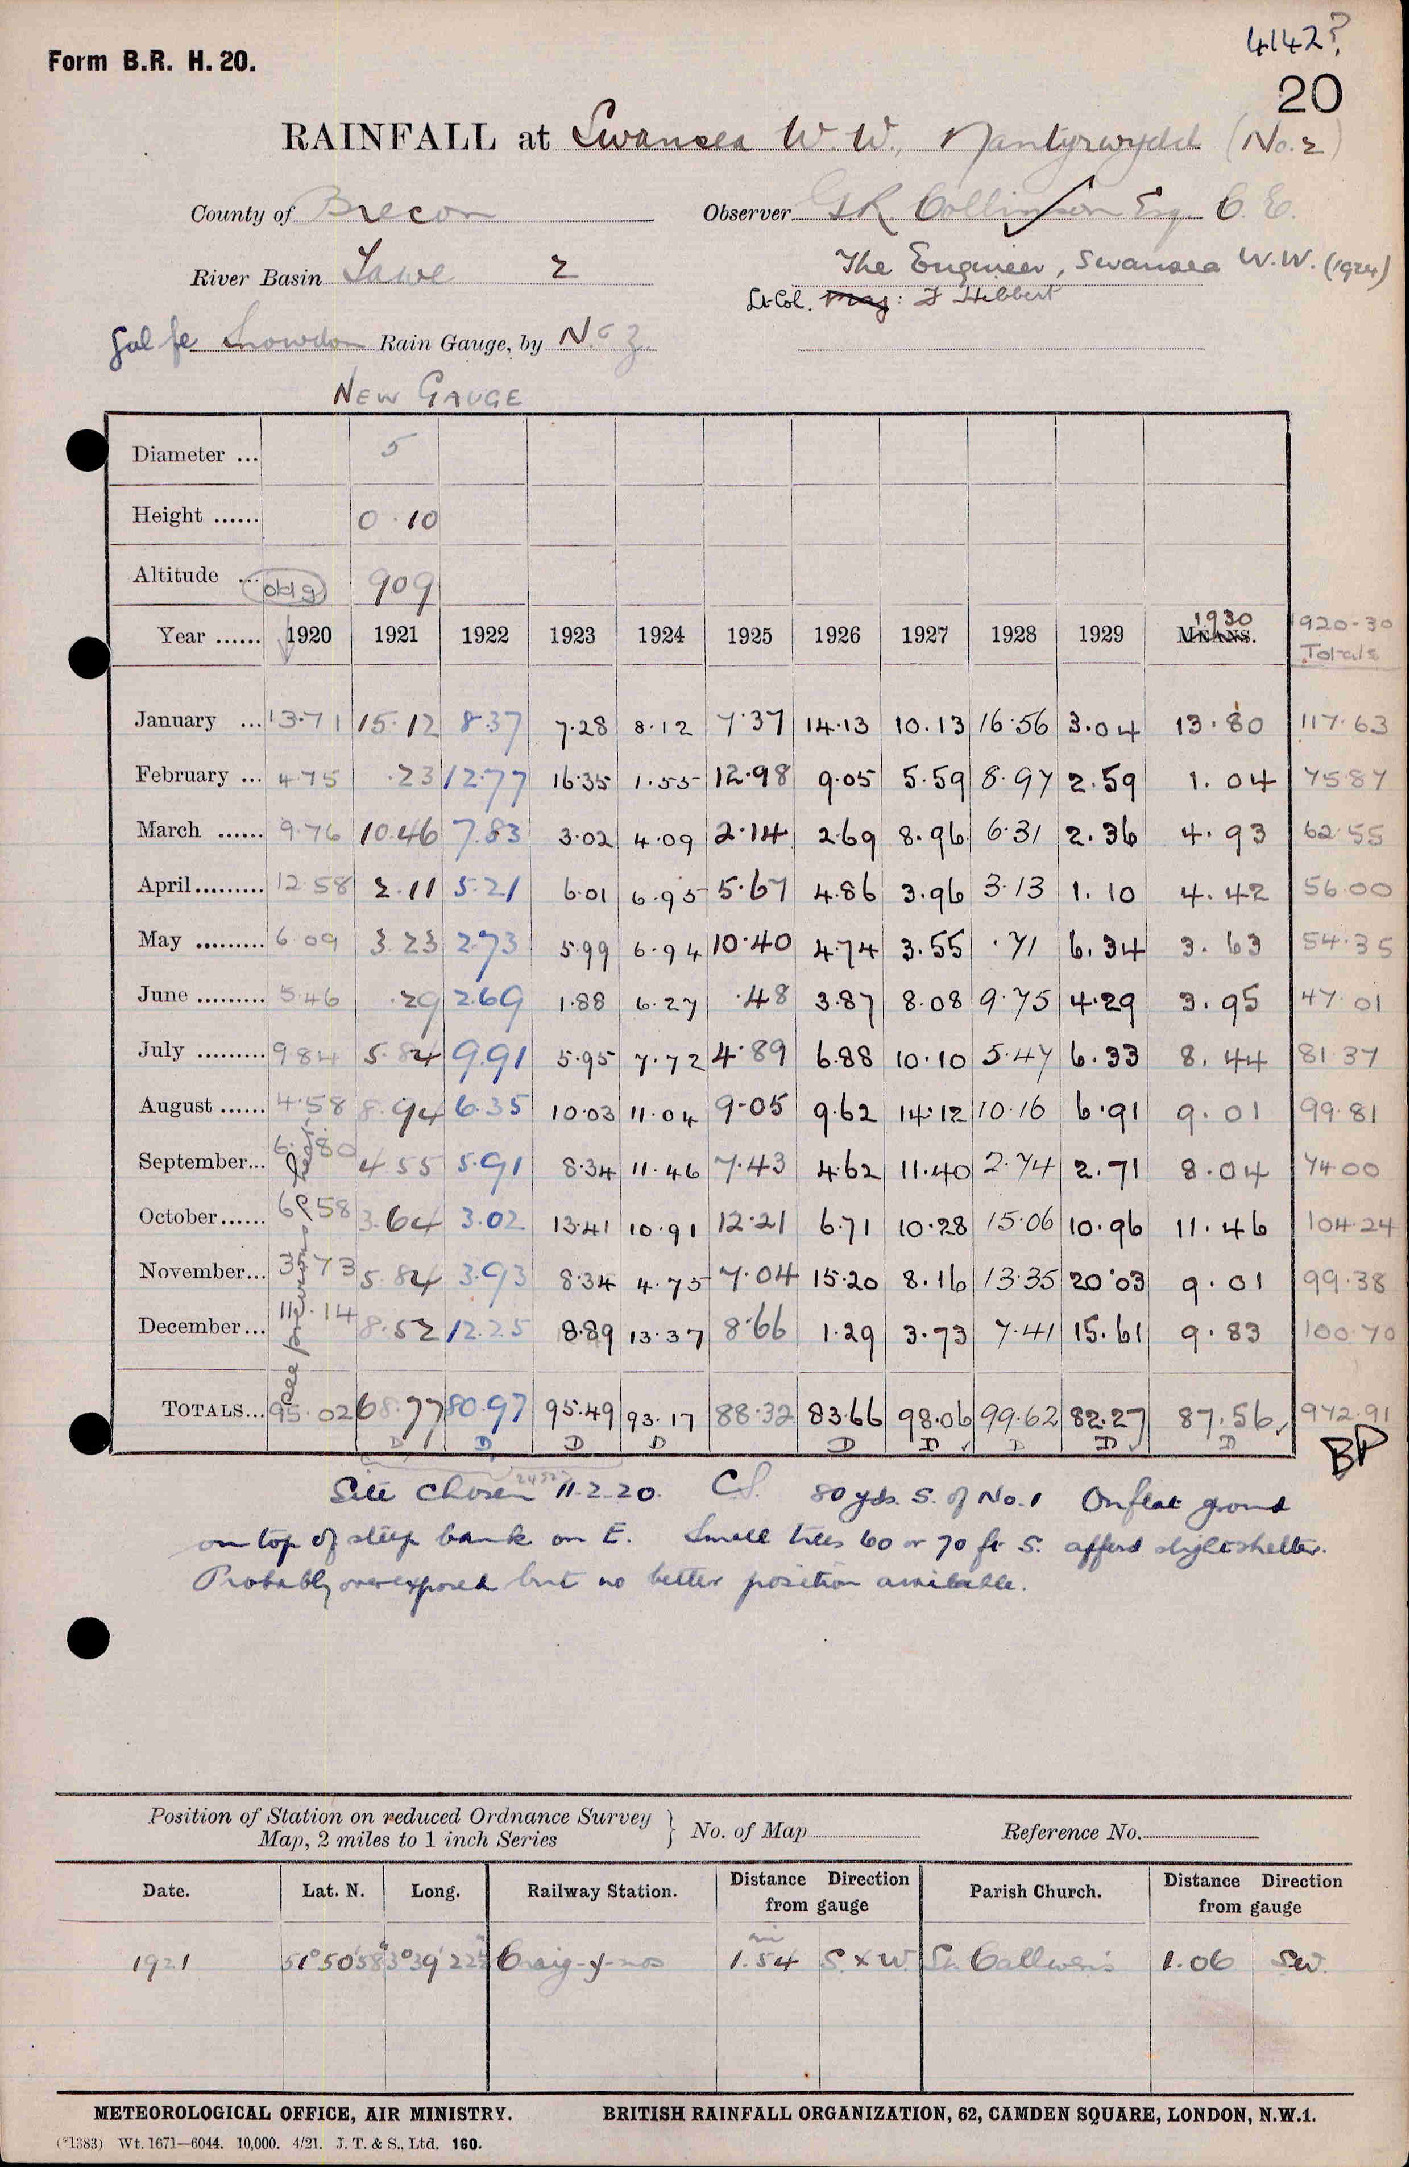 4142?
Form B.R. H. 20.
20
RAINFALL at Swansea W. W., Nantyrwydd (No. 2)
County of Brecon Observer G R Collinson Esq. C. E.
River Basin Tawe 2 The Engineer, Swansea W.W. (1924)
Lt-Col. Maj: F Hebbert
Snowdon Rain Gauge, by N & Z.
NEW GAUGE
Diameter ... 5
Height ...... 0 . 10
Altitude ... old g 909
Year ...... 1920 1921 1922 1923 1924 1925 1926 1927 1928 1929 MEANS. 1930 1920-30 Totals
January ... 13.71 15.12 8.37 7.28 8.12 7.37 14.13 10.13 16.56 3.04 13.80 117.63
February ... 4.75 .23 12.77 16.35 1.55 12.98 9.05 5.59 8.97 2.59 1.04 75.87
March ...... 9.76 10.46 7.83 3.02 4.09 2.14 2.69 8.96 6.31 2.36 4.93 62.55
April......... 12.58 2.11 5.21 6.01 6.95 5.67 4.86 3.96 3.13 1.10 4.42 56.00
May ......... 6.09 3.23 2.73 5.99 6.94 10.40 4.74 3.55 .71 6.34 3.63 54.35
June ......... 5.46 .29 2.69 1.88 6.27 .48 3.87 8.08 9.75 4.29 3.95 47.01
July ......... 9.84 5.84 9.91 5.95 7.72 4.89 6.88 10.10 5.47 6.33 8.44 81.37
August ...... 4.58 8.94 6.35 10.03 11.04 9.05 9.62 14.12 10.16 6.91 9.01 99.81
September... 6.80 4.55 5.91 8.34 11.46 7.43 4.62 11.40 2.74 2.71 8.04 74.00
October...... 6.58 3.64 3.02 13.41 10.91 12.21 6.71 10.28 15.06 10.96 11.46 104.24
November... 3.73 5.84 3.93 8.34 4.75 7.04 15.20 8.16 13.35 20.03 9.01 99.38
December... 11.14 8.52 12.25 8.89 13.37 8.66 1.29 3.73 7.41 15.61 9.83 100.70
see previous sheet
TOTALS... 95.02 68.77 80.97 95.49 93.17 88.32 83.66 98.06 99.62 82.27 87.56 972.91
D D D D D D D D D
BP
Site chosen 11.2.20. C.S. 80 yds. S. of No. 1 On flat ground
on top of steep bank on E. Small trees 60 or 70 ft S. afford slight shelter.
Probably overexposed but no better position available.
Position of Station on reduced Ordnance Survey
Map, 2 miles to 1 inch Series } No. of Map Reference No.
Date. Lat. N. Long. Railway Station. Distance Direction from gauge Parish Church. Distance Direction from gauge
1921 51° 50' 58" 3° 39' 22" Craig-y-nos 1.54 mi S. x W. St. Callwen's 1.06 SW.
METEOROLOGICAL OFFICE, AIR MINISTRY. BRITISH RAINFALL ORGANIZATION, 62, CAMDEN SQUARE, LONDON, N.W.1.
(*1383) Wt. 1671—6044. 10,000. 4/21. J. T. & S., Ltd. 160.